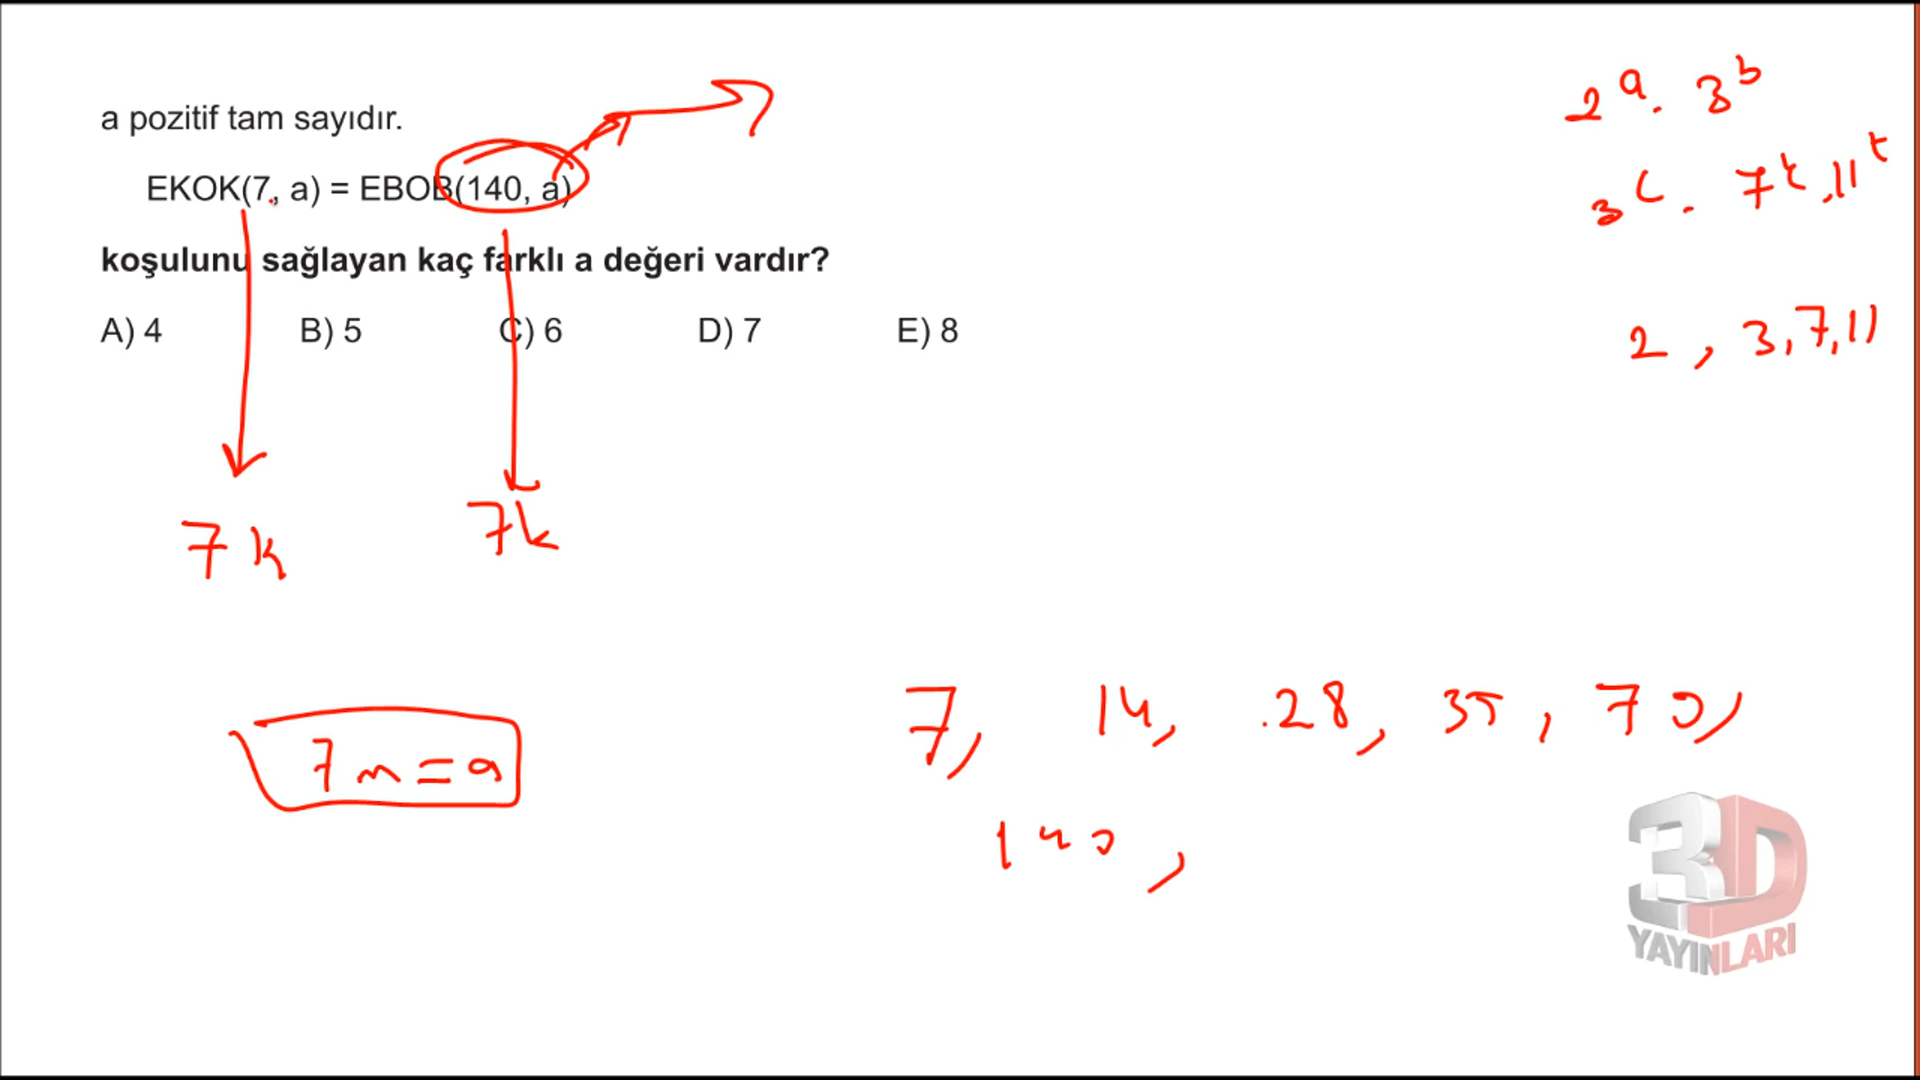 a pozitif tam sayıdır.
EKOK(7, a) = EBOB(140, a)
koşulunu sağlayan kaç farklı a değeri vardır?
A) 4 B) 5 C) 6 D) 7 E) 8
2^a . 3^b
3^c . 7^k . 11^t
2 , 3, 7, 11
7k 7k
7m = a
7, 14, 28, 35, 70,
140,
3D
YAYINLARI